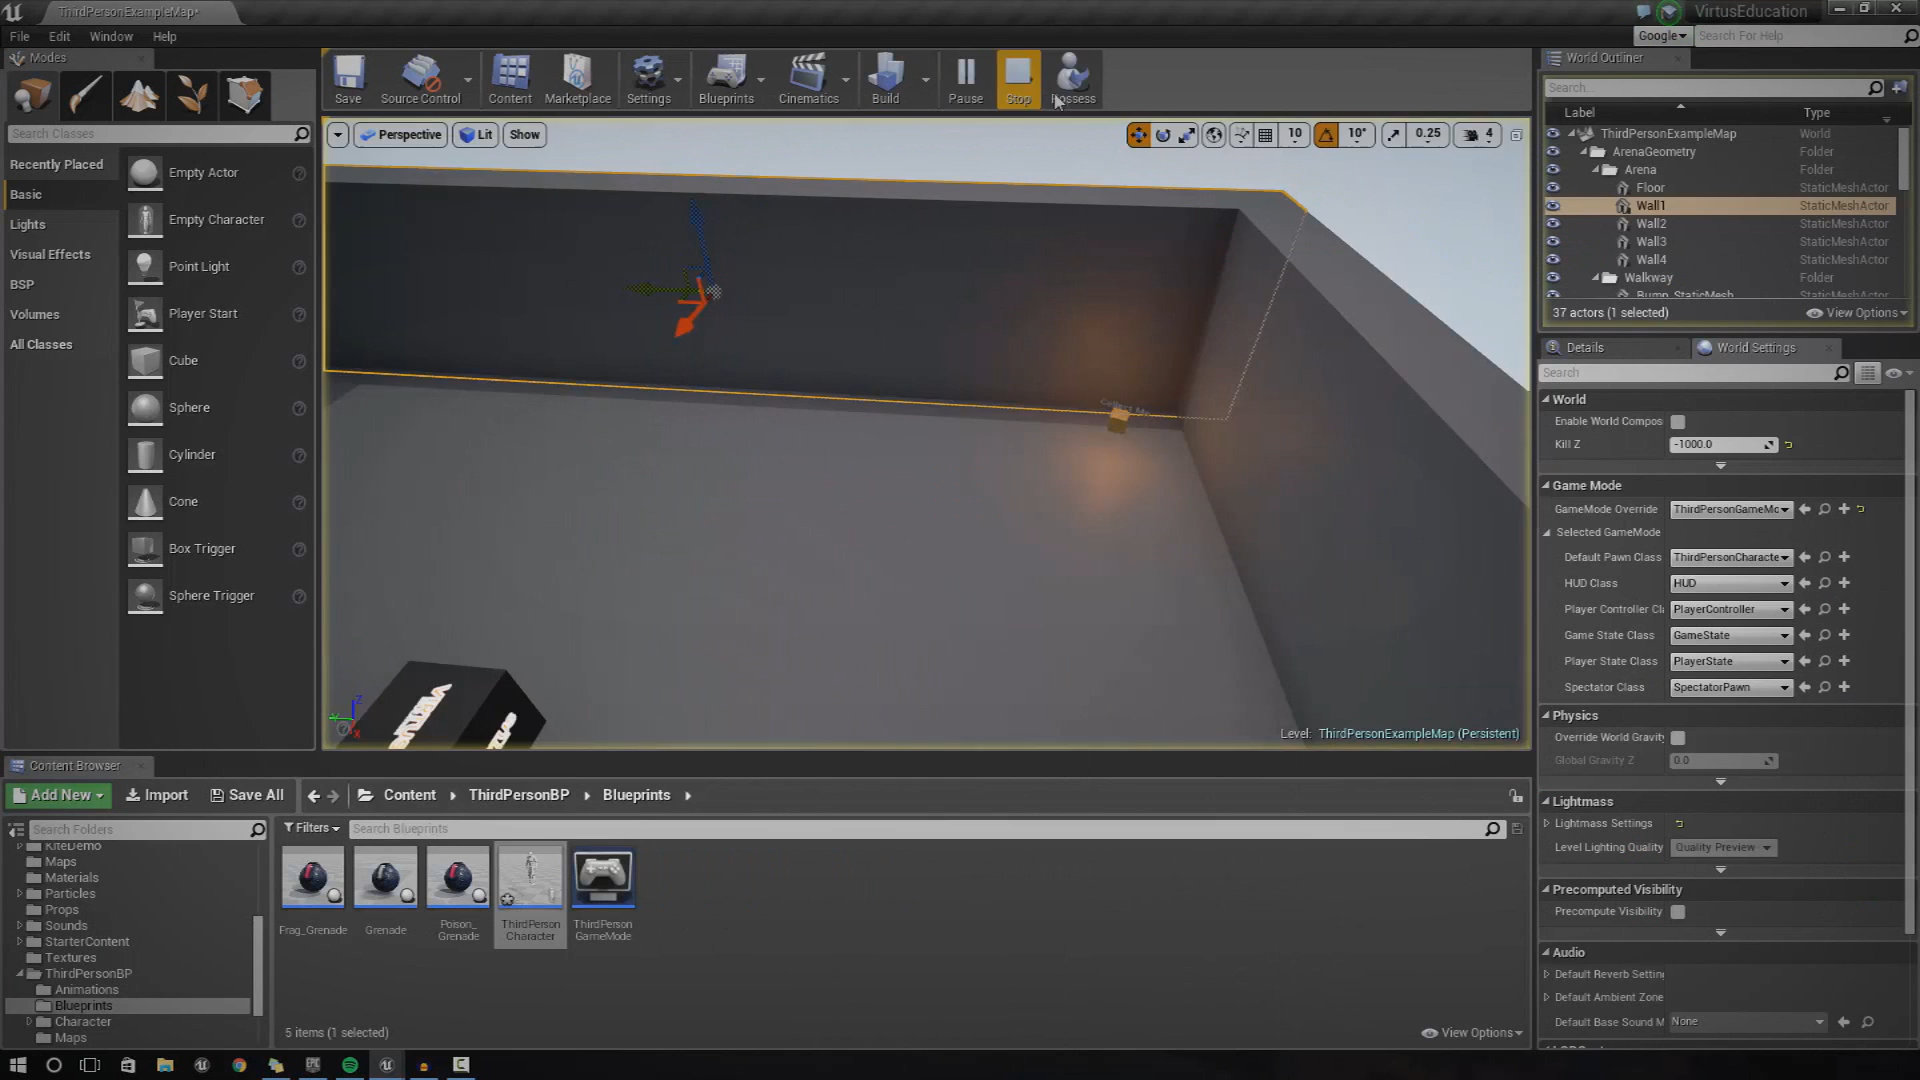 ThirdPersonExampleMap*
VirtusEducation
File Edit Window Help
Google Search For Help
Modes
Save Source Control Content Marketplace Settings Blueprints Cinematics Build Pause Stop Possess
World Outliner
Search...
Label Type
Search Classes
Recently Placed
Basic
Lights
Visual Effects
BSP
Volumes
All Classes
Empty Actor
Empty Character
Point Light
Player Start
Cube
Sphere
Cylinder
Cone
Box Trigger
Sphere Trigger
Perspective Lit Show
10 10° 0.25 4
Level: ThirdPersonExampleMap (Persistent)
ThirdPersonExampleMap World
ArenaGeometry Folder
Arena Folder
Floor StaticMeshActor
Wall1 StaticMeshActor
Wall2 StaticMeshActor
Wall3 StaticMeshActor
Wall4 StaticMeshActor
Walkway Folder
Bump_StaticMesh StaticMeshActor
37 actors (1 selected) View Options
Details World Settings
Search
World
Enable World Compos
Kill Z -1000.0
Game Mode
GameMode Override ThirdPersonGameMc
Selected GameMode
Default Pawn Class ThirdPersonCharacte
HUD Class HUD
Player Controller Cl PlayerController
Game State Class GameState
Player State Class PlayerState
Spectator Class SpectatorPawn
Physics
Override World Gravit
Global Gravity Z 0.0
Lightmass
Lightmass Settings
Level Lighting Quality Quality Preview
Precomputed Visibility
Precompute Visibility
Audio
Default Reverb Settin
Default Ambient Zone
Default Base Sound M None
Content Browser
Add New Import Save All Content ThirdPersonBP Blueprints
Search Folders
Filters Search Blueprints
KiteDemo
Maps
Materials
Particles
Props
Sounds
StarterContent
Textures
ThirdPersonBP
Animations
Blueprints
Character
Maps
Frag_Grenade
Grenade
Poison_
Grenade
ThirdPerson
Character
ThirdPerson
GameMode
5 items (1 selected) View Options